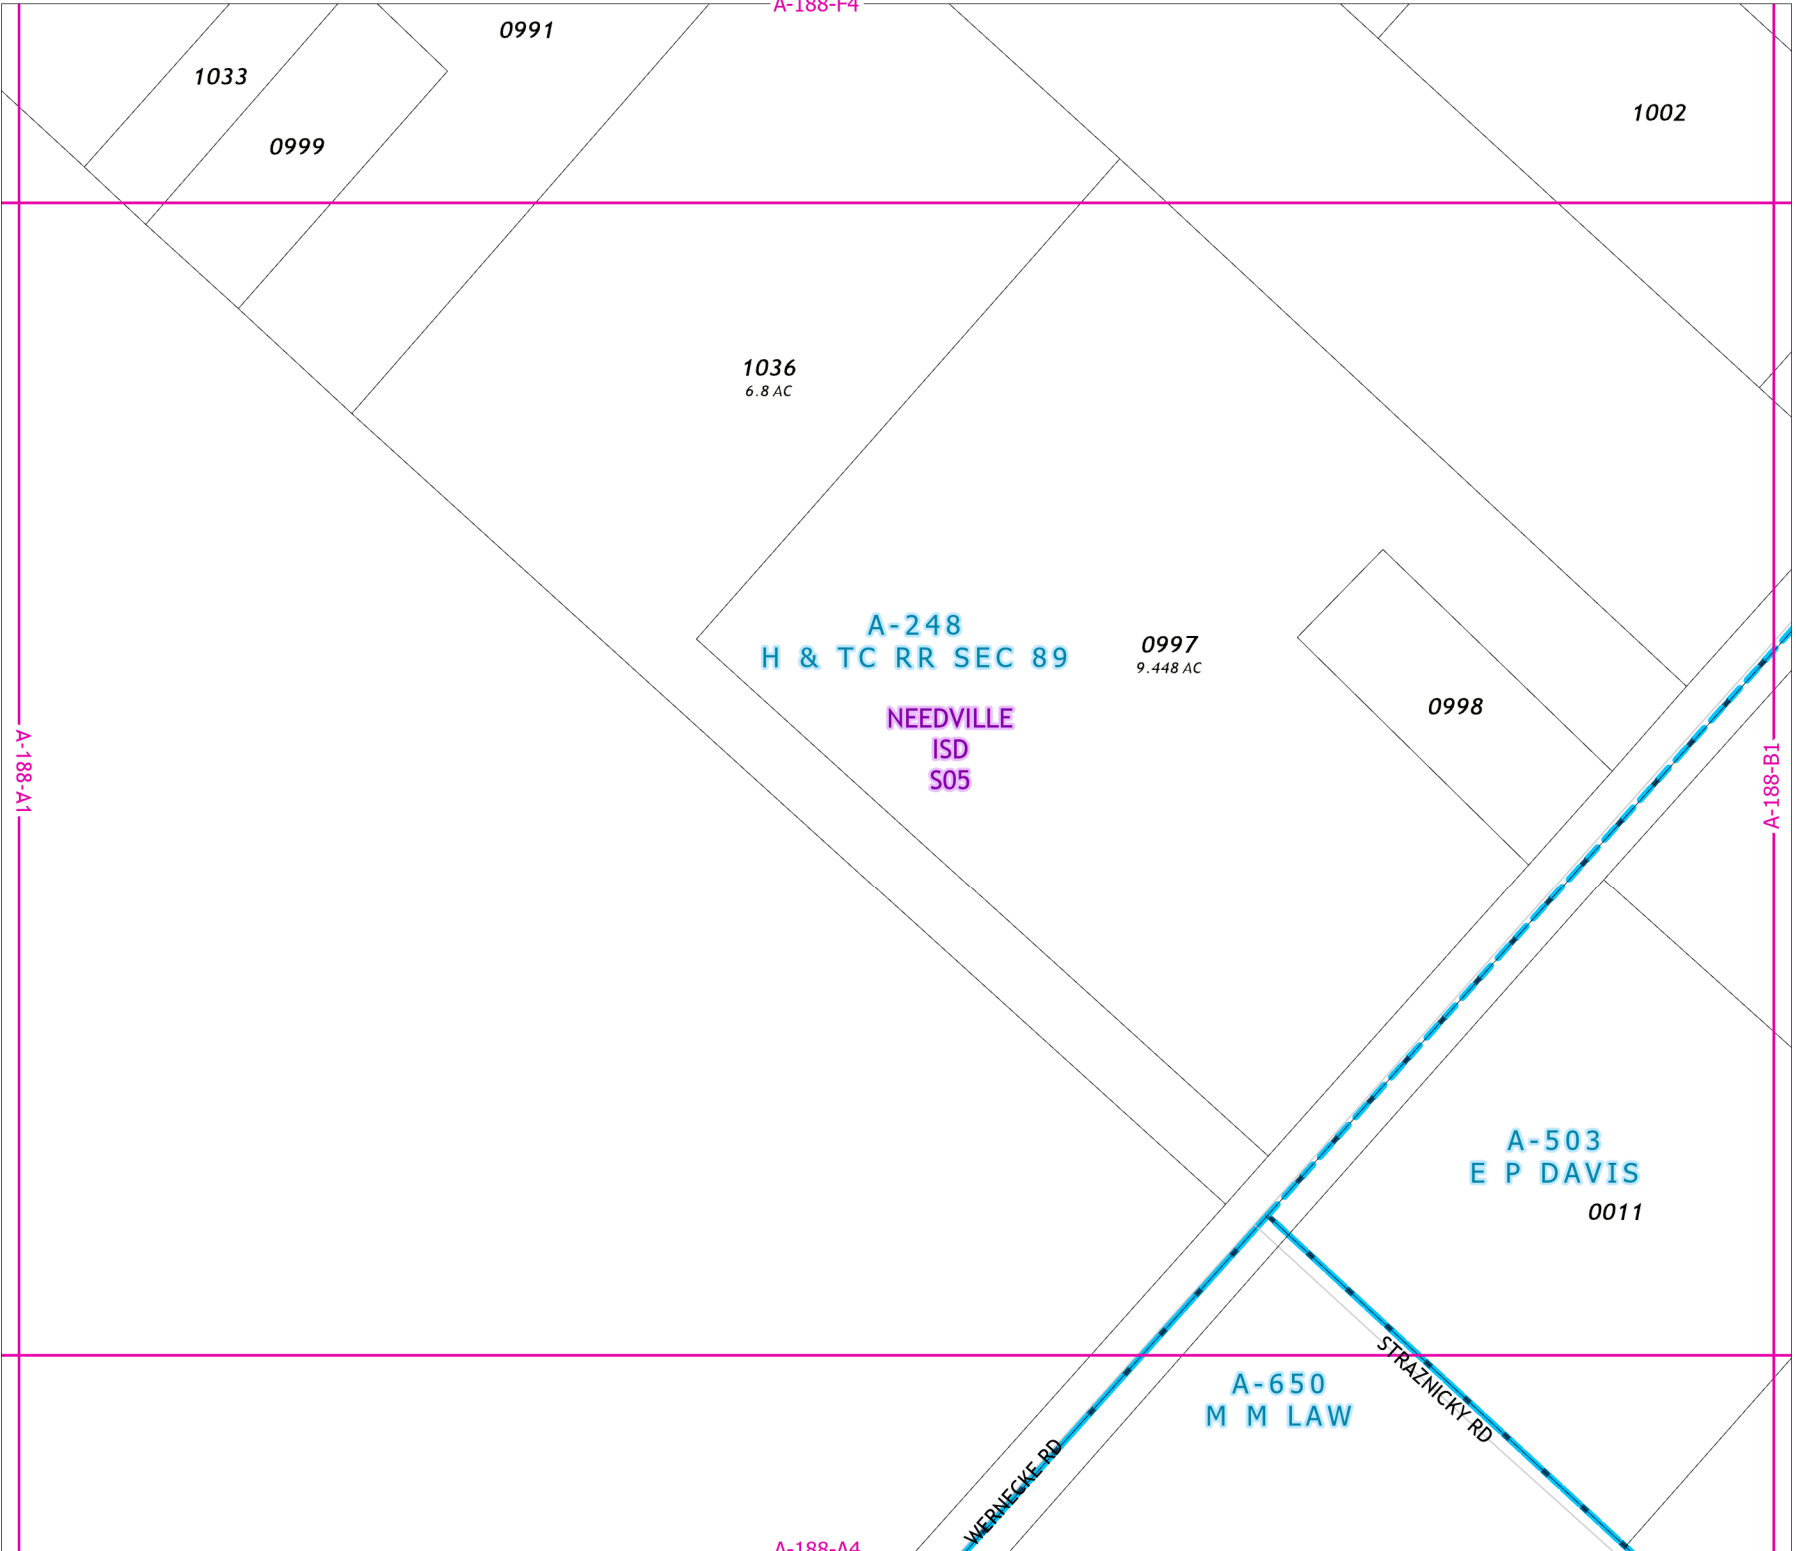 A-188-F4
0991
1033
1002
0999
1036
6.8 AC
A-248
H & TC RR SEC 89
0997
9.448 AC
0998
NEEDVILLE
ISD
S05
A-188-A1
A-188-B1
A-503
E P DAVIS
0011
STRAZNICKY RD
A-650
M M LAW
WERNECKE RD
A-188-A4